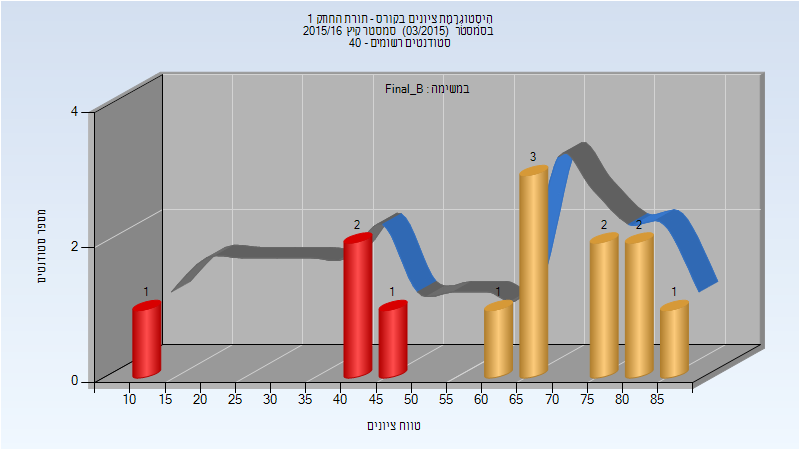 היסטוגרמת ציונים בקורס - תורת החוזק 1
בסמסטר (03/2015) סמסטר קיץ 2015/16
סטודנטים רשומים - 40
במשימה : Final_B
מספר סטודנטים
4
2
0
1
2
1
1
3
2
2
1
10 15 20 25 30 35 40 45 50 55 60 65 70 75 80 85
טווח ציונים